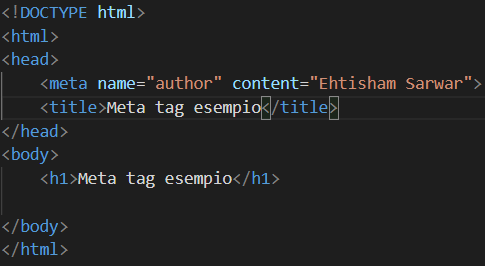 <!DOCTYPE html>
<html>
<head>
    <meta name="author" content="Ehtisham Sarwar">
    <title>Meta tag esempio</title>
</head>
<body>
    <h1>Meta tag esempio</h1>

</body>
</html>